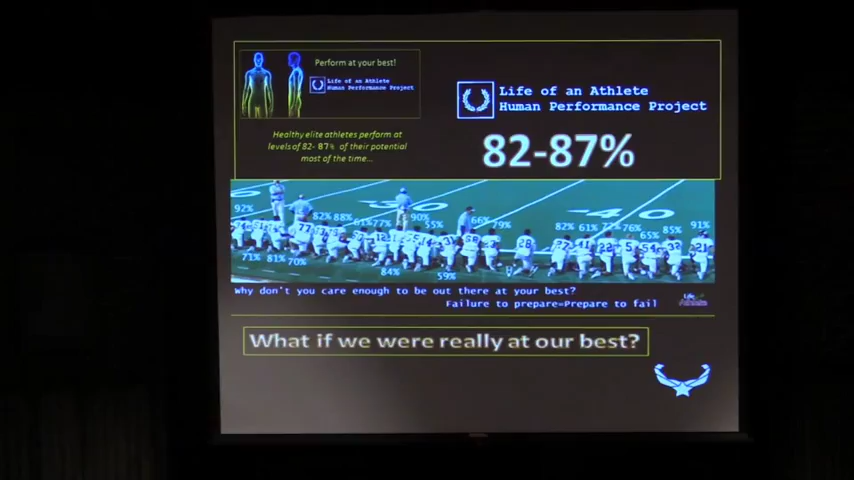 Perform at your best!
Life of an Athlete
Human Performance Project
Healthy elite athletes perform at
levels of 82- 87% of their potential
most of the time...
Life of an Athlete
Human Performance Project
82-87%
92%
82% 88% 61% 77% 90% 55% 66% 79% 82% 61% 77% 76% 65% 85% 91%
71% 81% 70% 84% 59%
Why don't you care enough to be out there at your best?
Failure to prepare=Prepare to fail
What if we were really at our best?